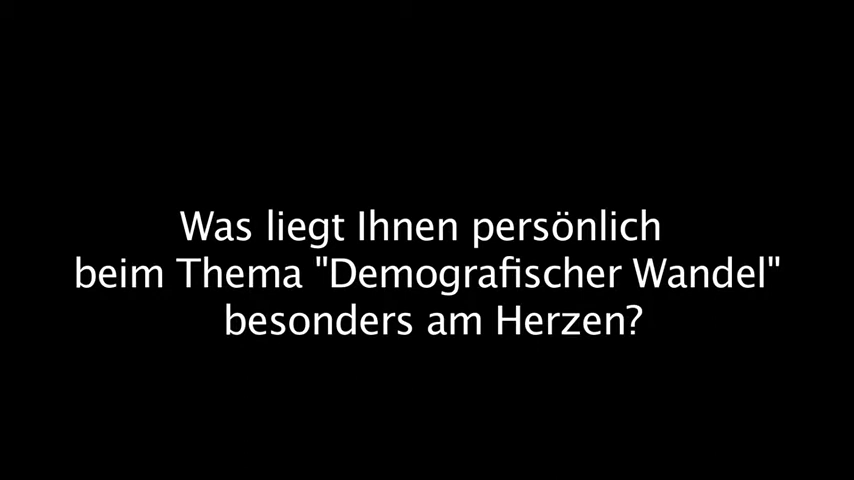 Was liegt Ihnen persönlich
beim Thema "Demografischer Wandel"
besonders am Herzen?